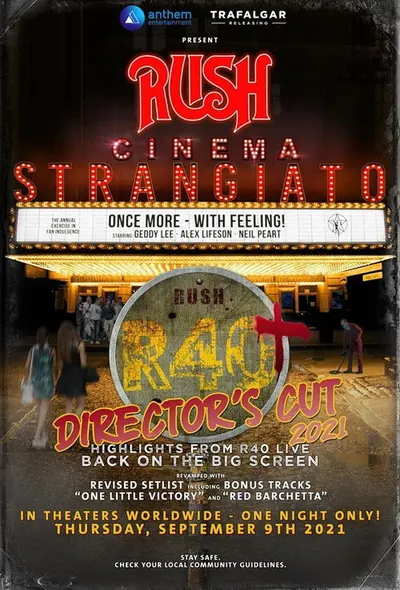 anthem
entertainment
TRAFALGAR
RELEASING
PRESENT
RUSH
CINEMA
STRANGIATO
THE ANNUAL
EXERCISE IN
FAN INDULGENCE
ONCE MORE - WITH FEELING!
STARRING GEDDY LEE · ALEX LIFESON · NEIL PEART
RUSH
R40+
DIRECTOR'S CUT
2021
HIGHLIGHTS FROM R40 LIVE
BACK ON THE BIG SCREEN
REVAMPED WITH
REVISED SETLIST INCLUDING BONUS TRACKS
"ONE LITTLE VICTORY" AND "RED BARCHETTA"
IN THEATERS WORLDWIDE - ONE NIGHT ONLY!
THURSDAY, SEPTEMBER 9TH 2021
STAY SAFE.
CHECK YOUR LOCAL COMMUNITY GUIDELINES.